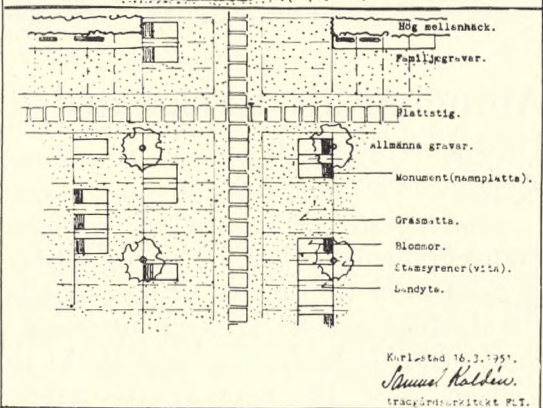 Hög mellanhäck.
Familjegravar.
Plattstig.
Allmänna gravar.
Monument(namnplatta).
Gräsmatta.
Blommor.
Stamsyrener(vita).
Sandyta.
Karlstad 16.3.1951.
Samuel Kaldén.
trädgårdsarkitekt FLT.